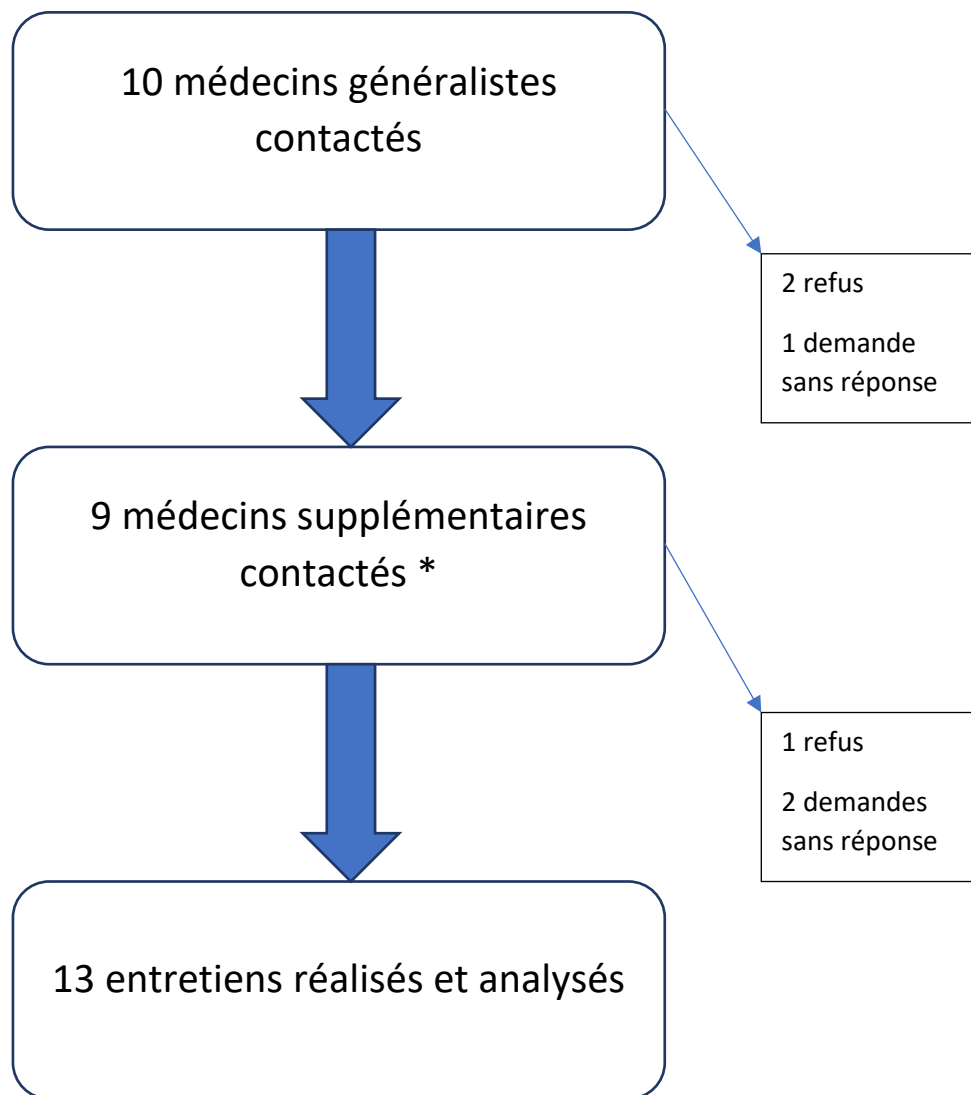 10 médecins généralistes
contactés
2 refus
1 demande
sans réponse
9 médecins supplémentaires
contactés *
1 refus
2 demandes
sans réponse
13 entretiens réalisés et analysés